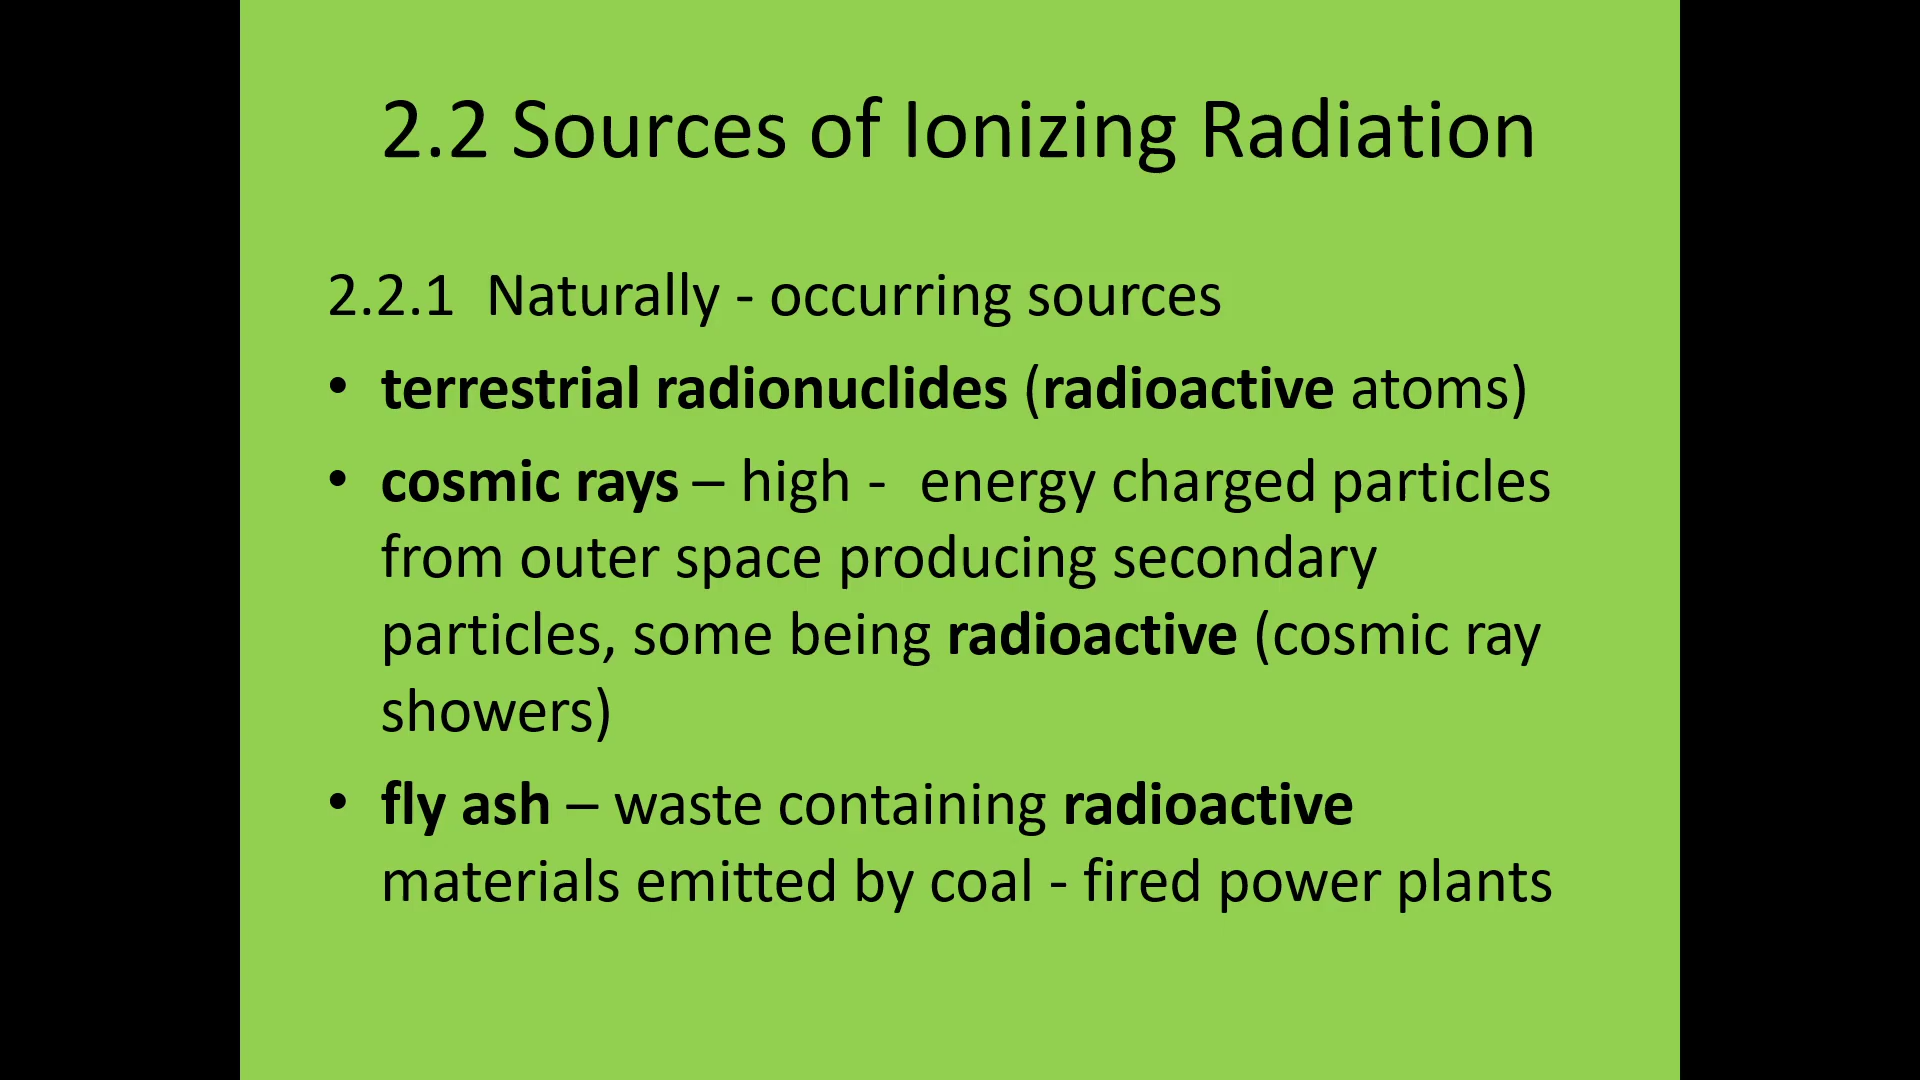 2.2 Sources of Ionizing Radiation
2.2.1 Naturally - occurring sources
• terrestrial radionuclides (radioactive atoms)
• cosmic rays – high - energy charged particles
from outer space producing secondary
particles, some being radioactive (cosmic ray
showers)
• fly ash – waste containing radioactive
materials emitted by coal - fired power plants